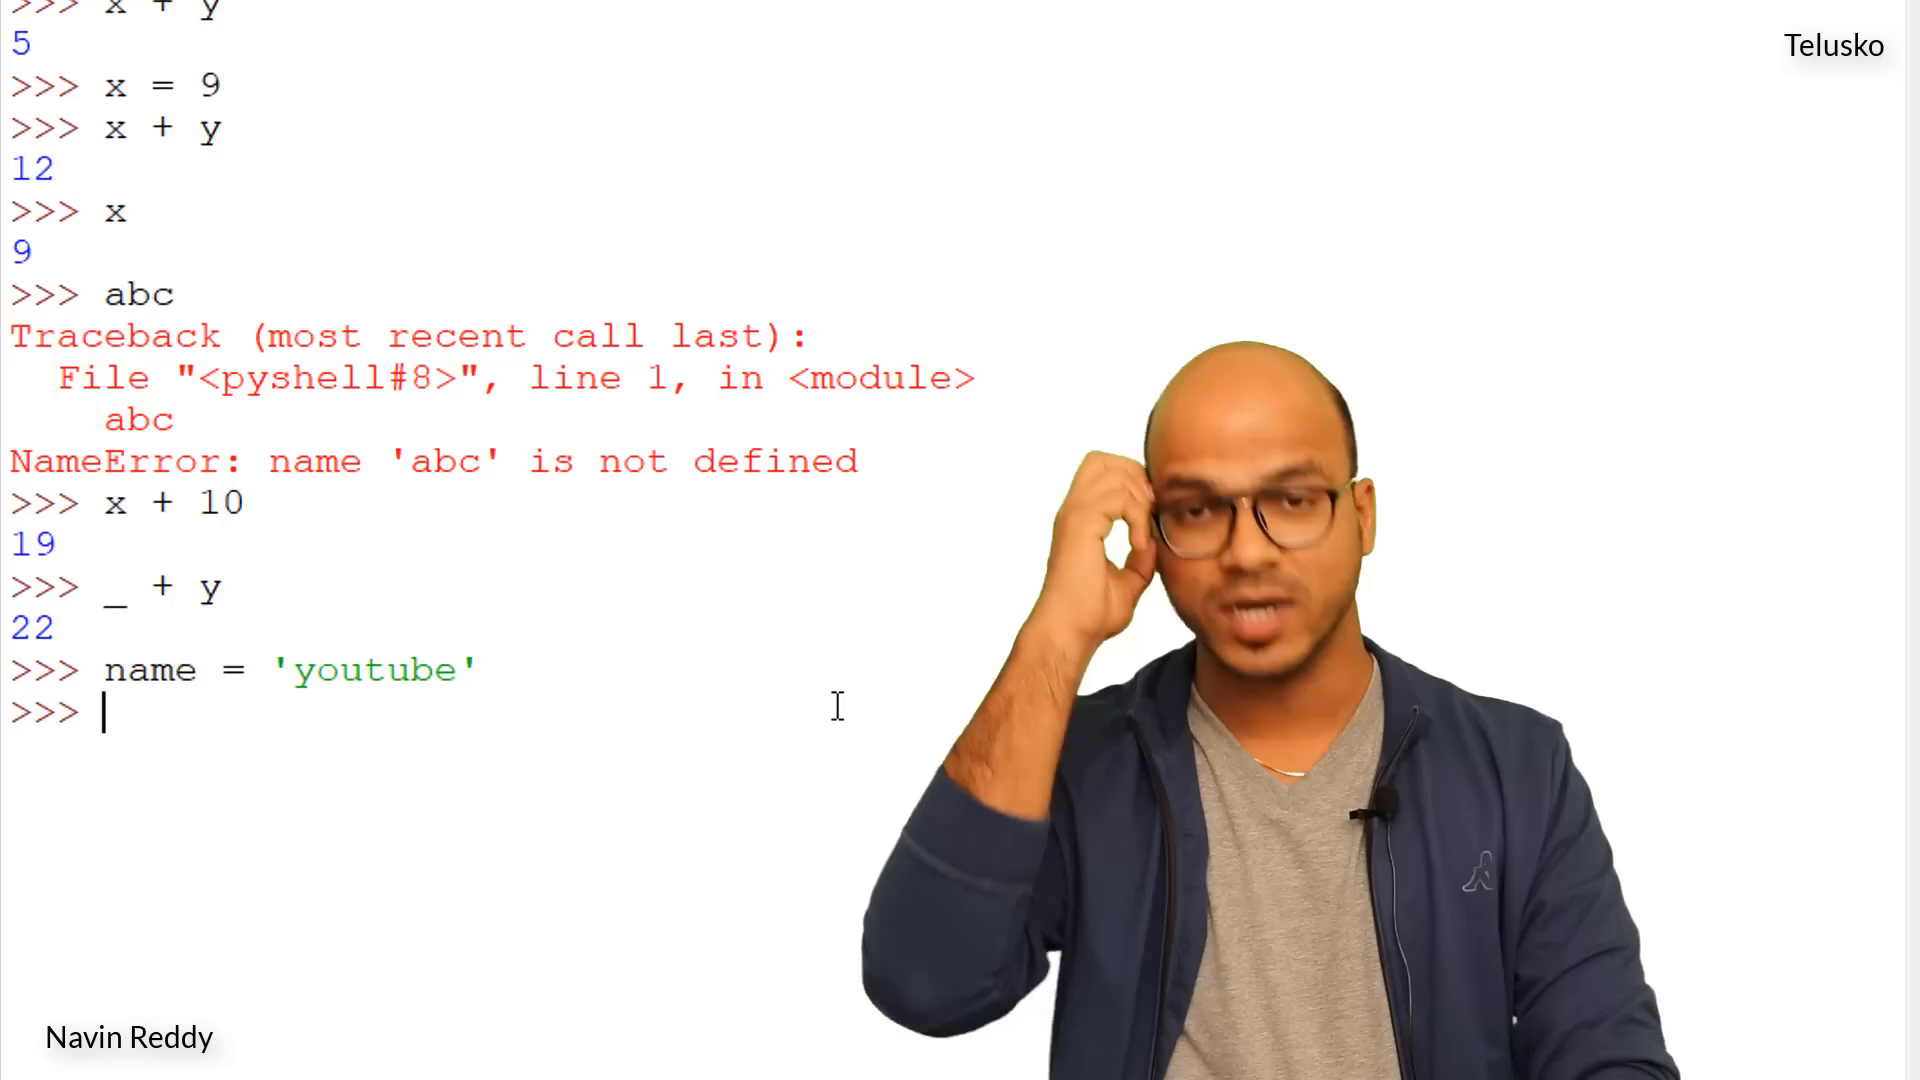 >>> x + y
5
>>> x = 9
>>> x + y
12
>>> x
9
>>> abc
Traceback (most recent call last):
  File "<pyshell#8>", line 1, in <module>
    abc
NameError: name 'abc' is not defined
>>> x + 10
19
>>> _ + y
22
>>> name = 'youtube'
>>>
Telusko
Navin Reddy